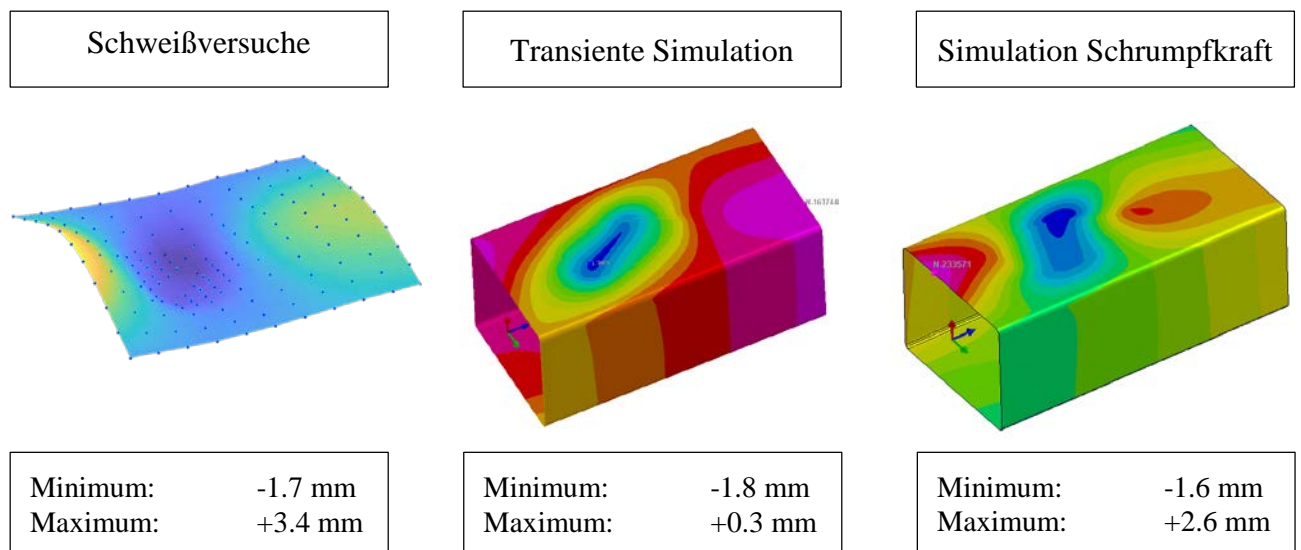 Schweißversuche
Transiente Simulation
Simulation Schrumpfkraft
N.233571
Minimum: -1.7 mm
Maximum: +3.4 mm
Minimum: -1.8 mm
Maximum: +0.3 mm
Minimum: -1.6 mm
Maximum: +2.6 mm